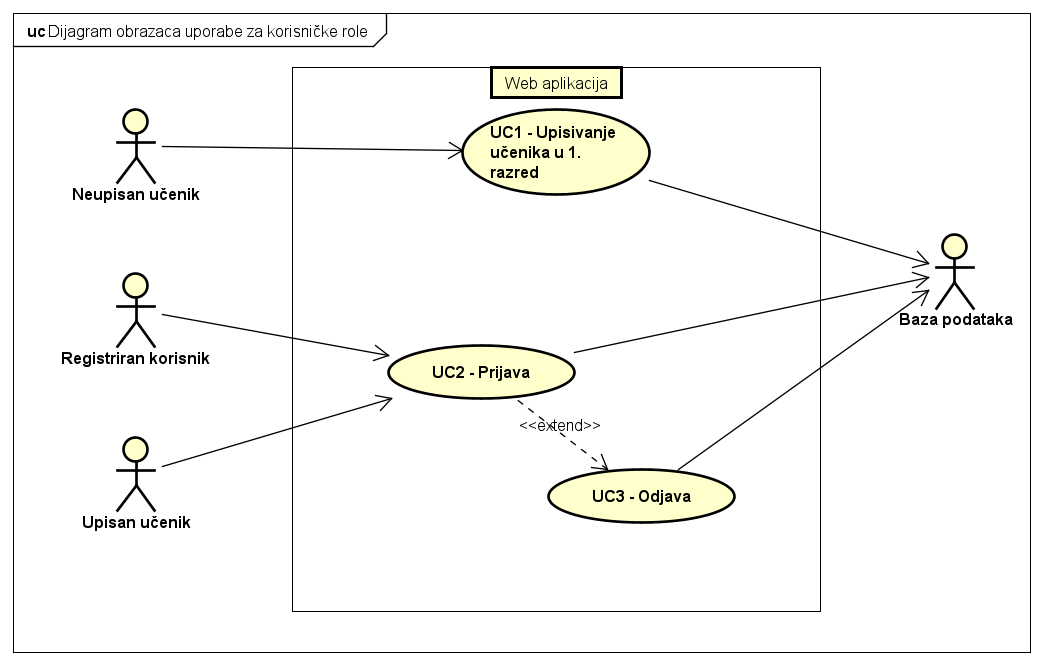 uc Dijagram obrazaca uporabe za korisničke role
Web aplikacija
UC1 - Upisivanje
učenika u 1.
razred
Neupisan učenik
Baza podataka
Registriran korisnik
UC2 - Prijava
<<extend>>
UC3 - Odjava
Upisan učenik